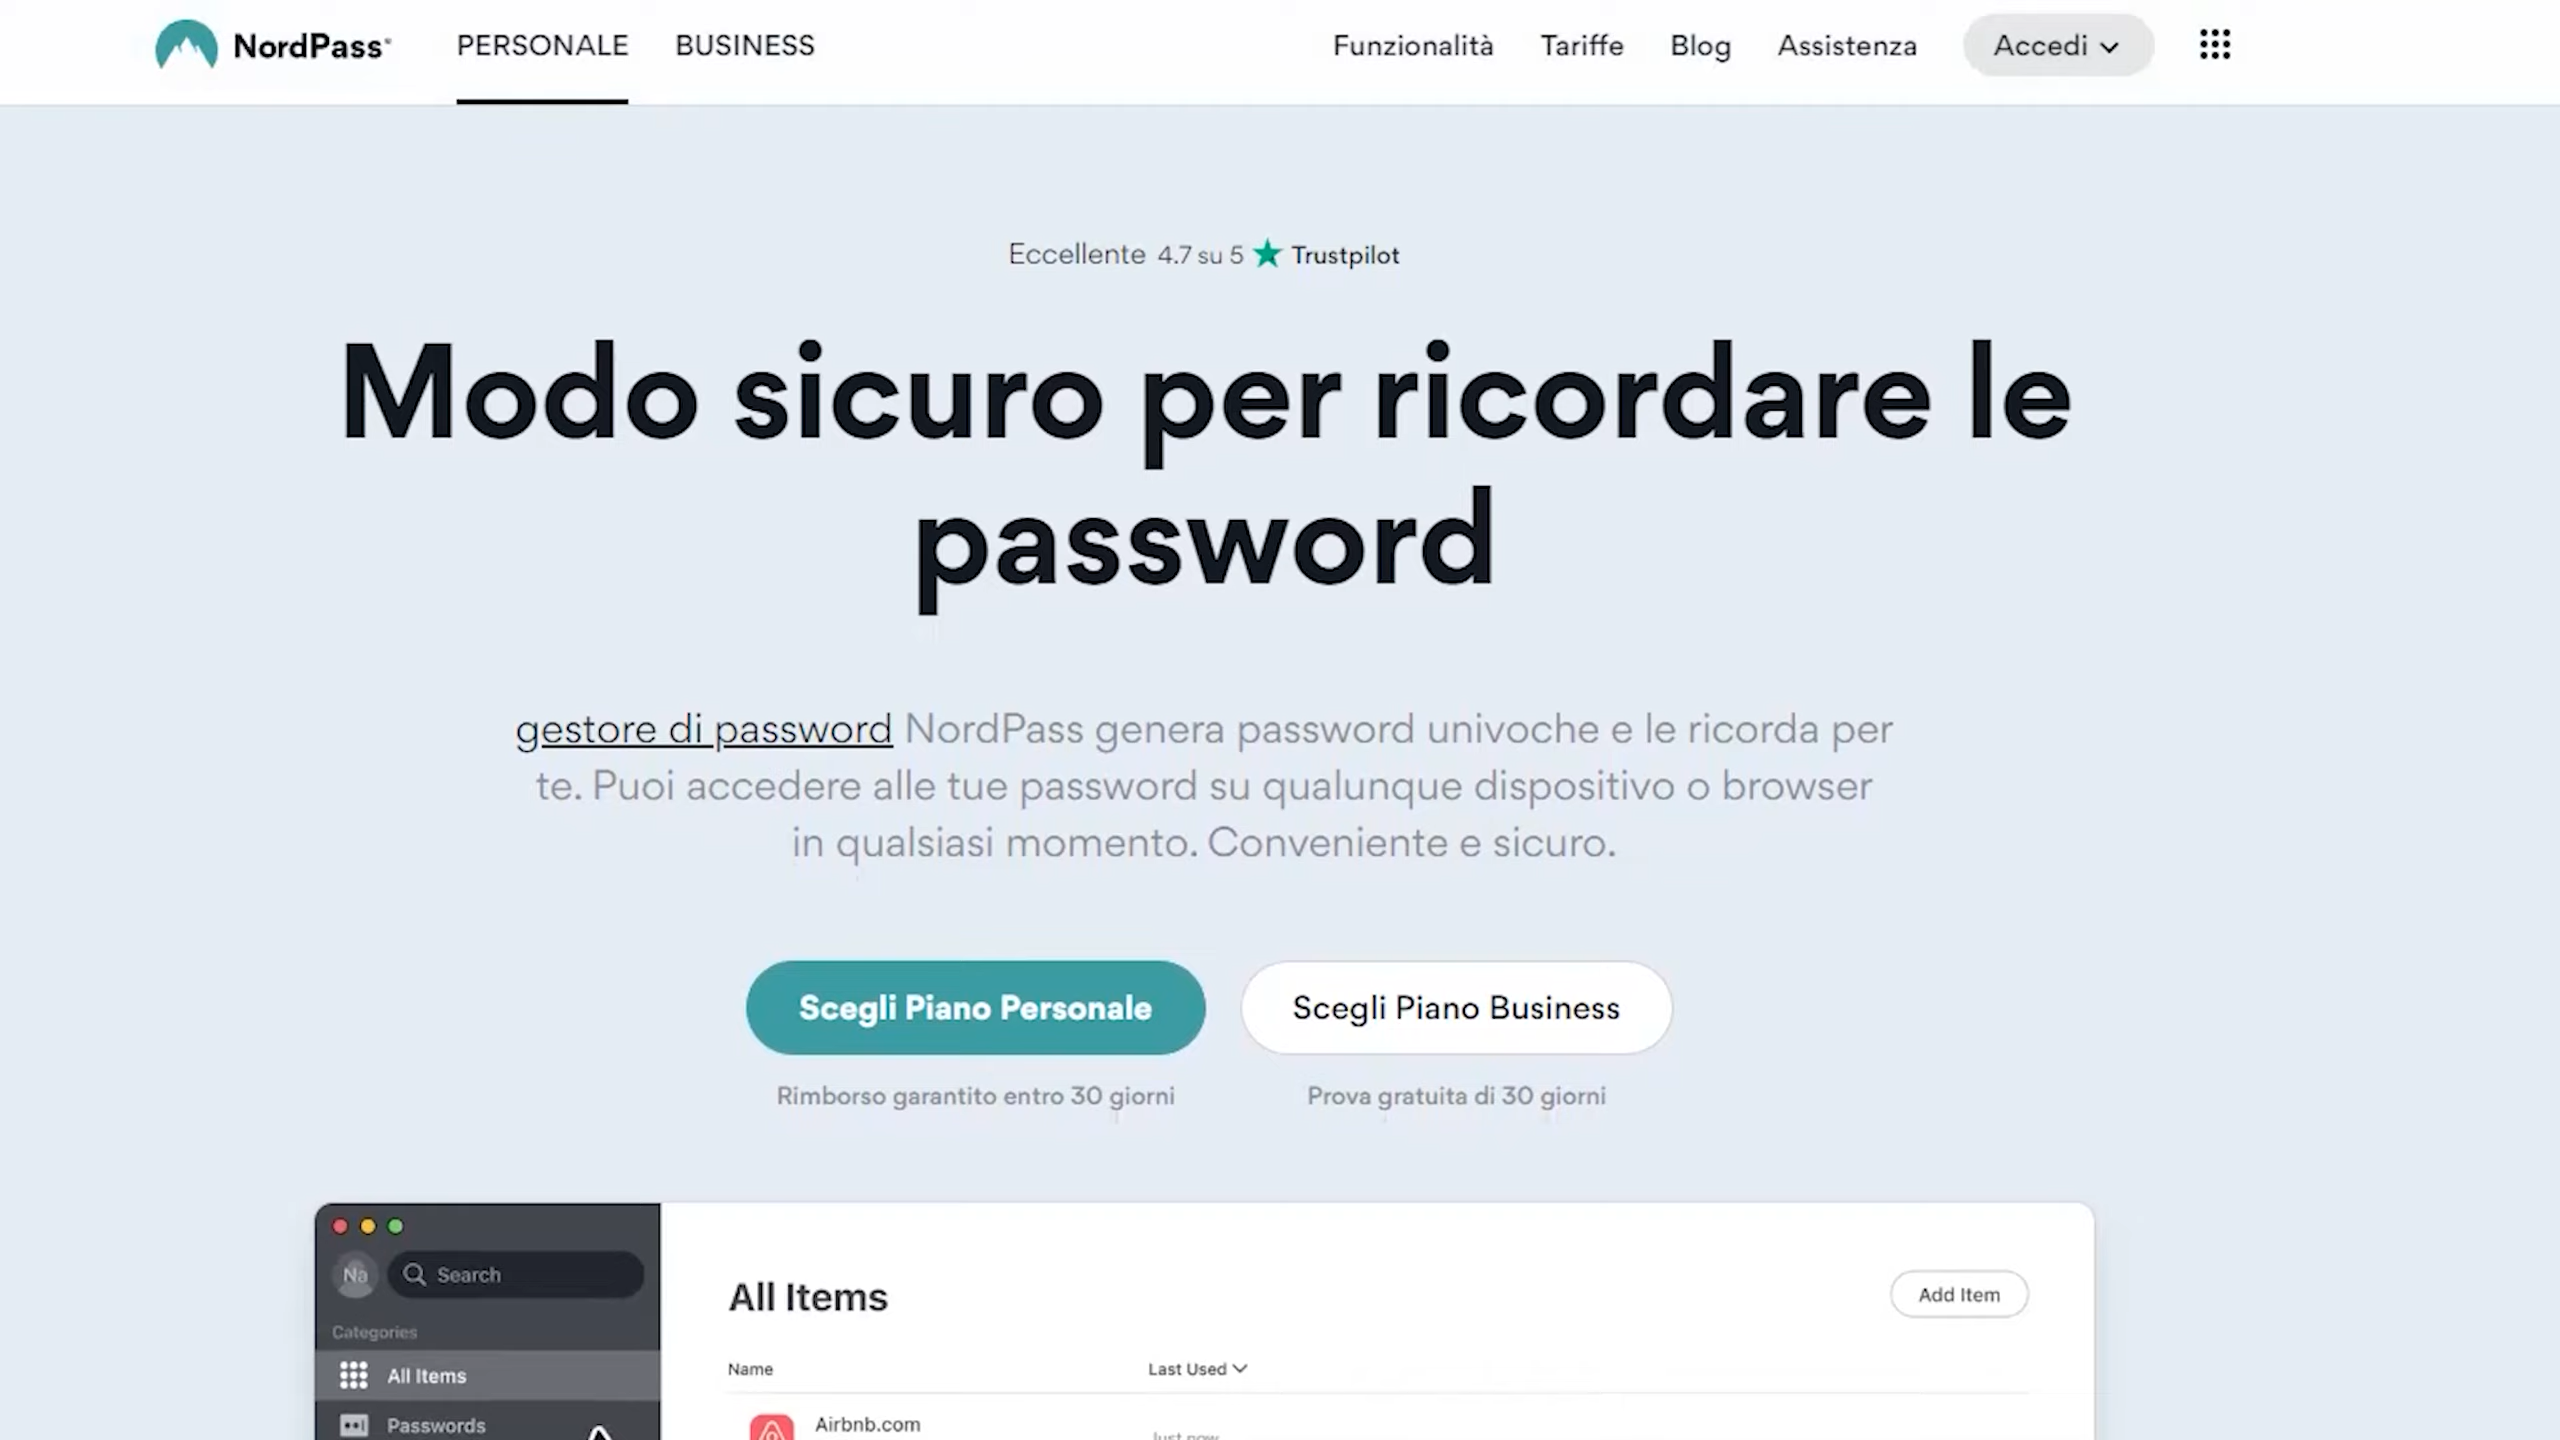 NordPass® PERSONALE BUSINESS Funzionalità Tariffe Blog Assistenza Accedi
Eccellente 4.7 su 5 Trustpilot
Modo sicuro per ricordare le
password
gestore di password NordPass genera password univoche e le ricorda per
te. Puoi accedere alle tue password su qualunque dispositivo o browser
in qualsiasi momento. Conveniente e sicuro.
Scegli Piano Personale
Scegli Piano Business
Rimborso garantito entro 30 giorni
Prova gratuita di 30 giorni
Na Search
Categories
All Items
Passwords
All Items
Add Item
Name Last Used
Airbnb.com
Just now